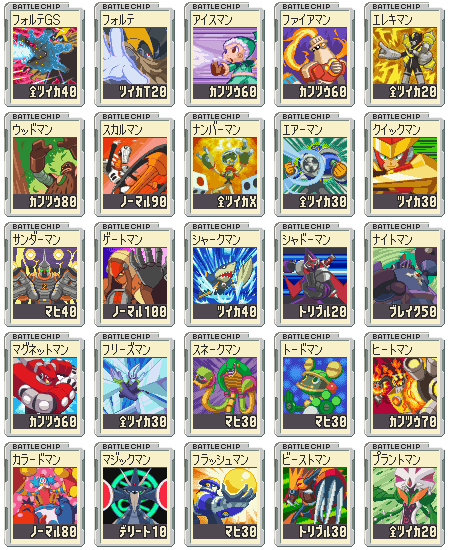 BATTLECHIP BATTLECHIP BATTLECHIP BATTLECHIP BATTLECHIP
フォルテGS フォルテ アイスマン ファイアマン エレキマン
全ツイカ40 ツイカT20 カンツウ60 カンツウ60 全ツイカ20
BATTLECHIP BATTLECHIP BATTLECHIP BATTLECHIP BATTLECHIP
ウッドマン スカルマン ナンバーマン エアーマン クイックマン
カンツウ80 ノーマル90 全ツイカX 全ツイカ30 ツイカ30
BATTLECHIP BATTLECHIP BATTLECHIP BATTLECHIP BATTLECHIP
サンダーマン ゲートマン シャークマン シャドーマン ナイトマン
マヒ40 ノーマル100 ツイカ40 トリプル20 ブレイク50
BATTLECHIP BATTLECHIP BATTLECHIP BATTLECHIP BATTLECHIP
マグネットマン フリーズマン スネークマン トードマン ヒートマン
カンツウ60 全ツイカ30 マヒ30 マヒ30 カンツウ70
BATTLECHIP BATTLECHIP BATTLECHIP BATTLECHIP BATTLECHIP
カラードマン マジックマン フラッシュマン ビーストマン プラントマン
ノーマル80 デリート10 マヒ30 トリプル30 全ツイカ20